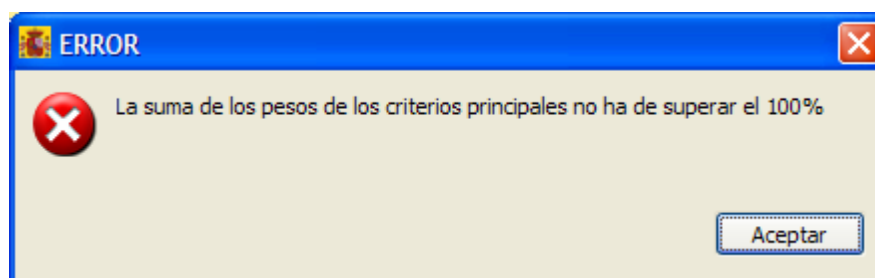 ERROR
La suma de los pesos de los criterios principales no ha de superar el 100%
Aceptar